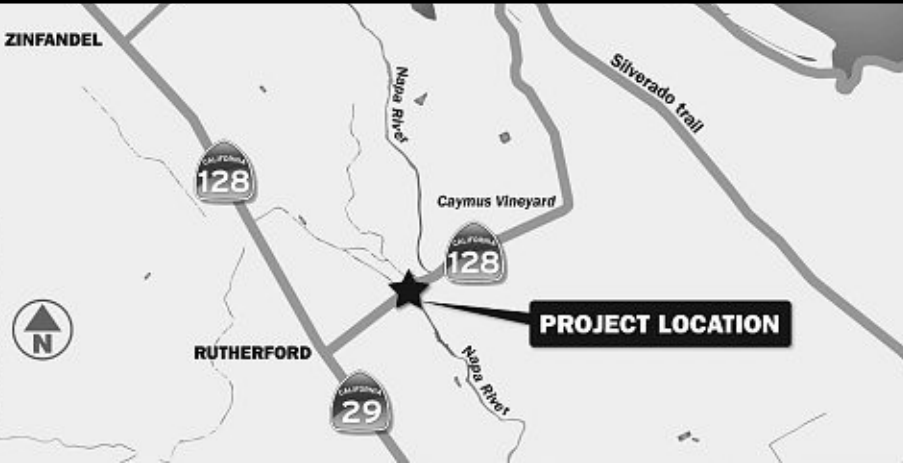 ZINFANDEL
Silverado trail
Napa River
CALIFORNIA
128
Caymus Vineyard
CALIFORNIA
128
PROJECT LOCATION
N
RUTHERFORD
Napa River
CALIFORNIA
29